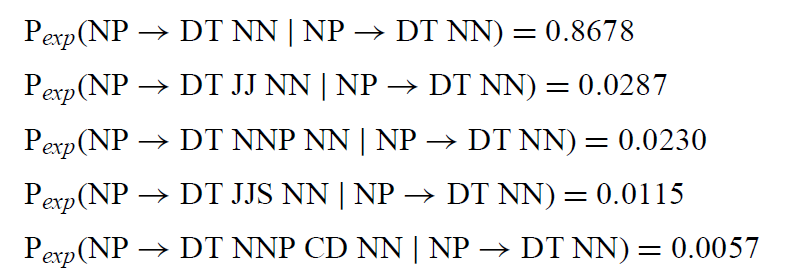 P_exp(NP → DT NN | NP → DT NN) = 0.8678
P_exp(NP → DT JJ NN | NP → DT NN) = 0.0287
P_exp(NP → DT NNP NN | NP → DT NN) = 0.0230
P_exp(NP → DT JJS NN | NP → DT NN) = 0.0115
P_exp(NP → DT NNP CD NN | NP → DT NN) = 0.0057